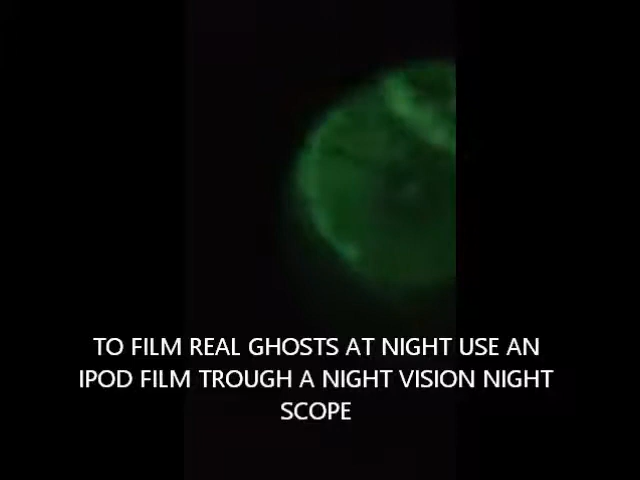 TO FILM REAL GHOSTS AT NIGHT USE AN
IPOD FILM TROUGH A NIGHT VISION NIGHT
SCOPE